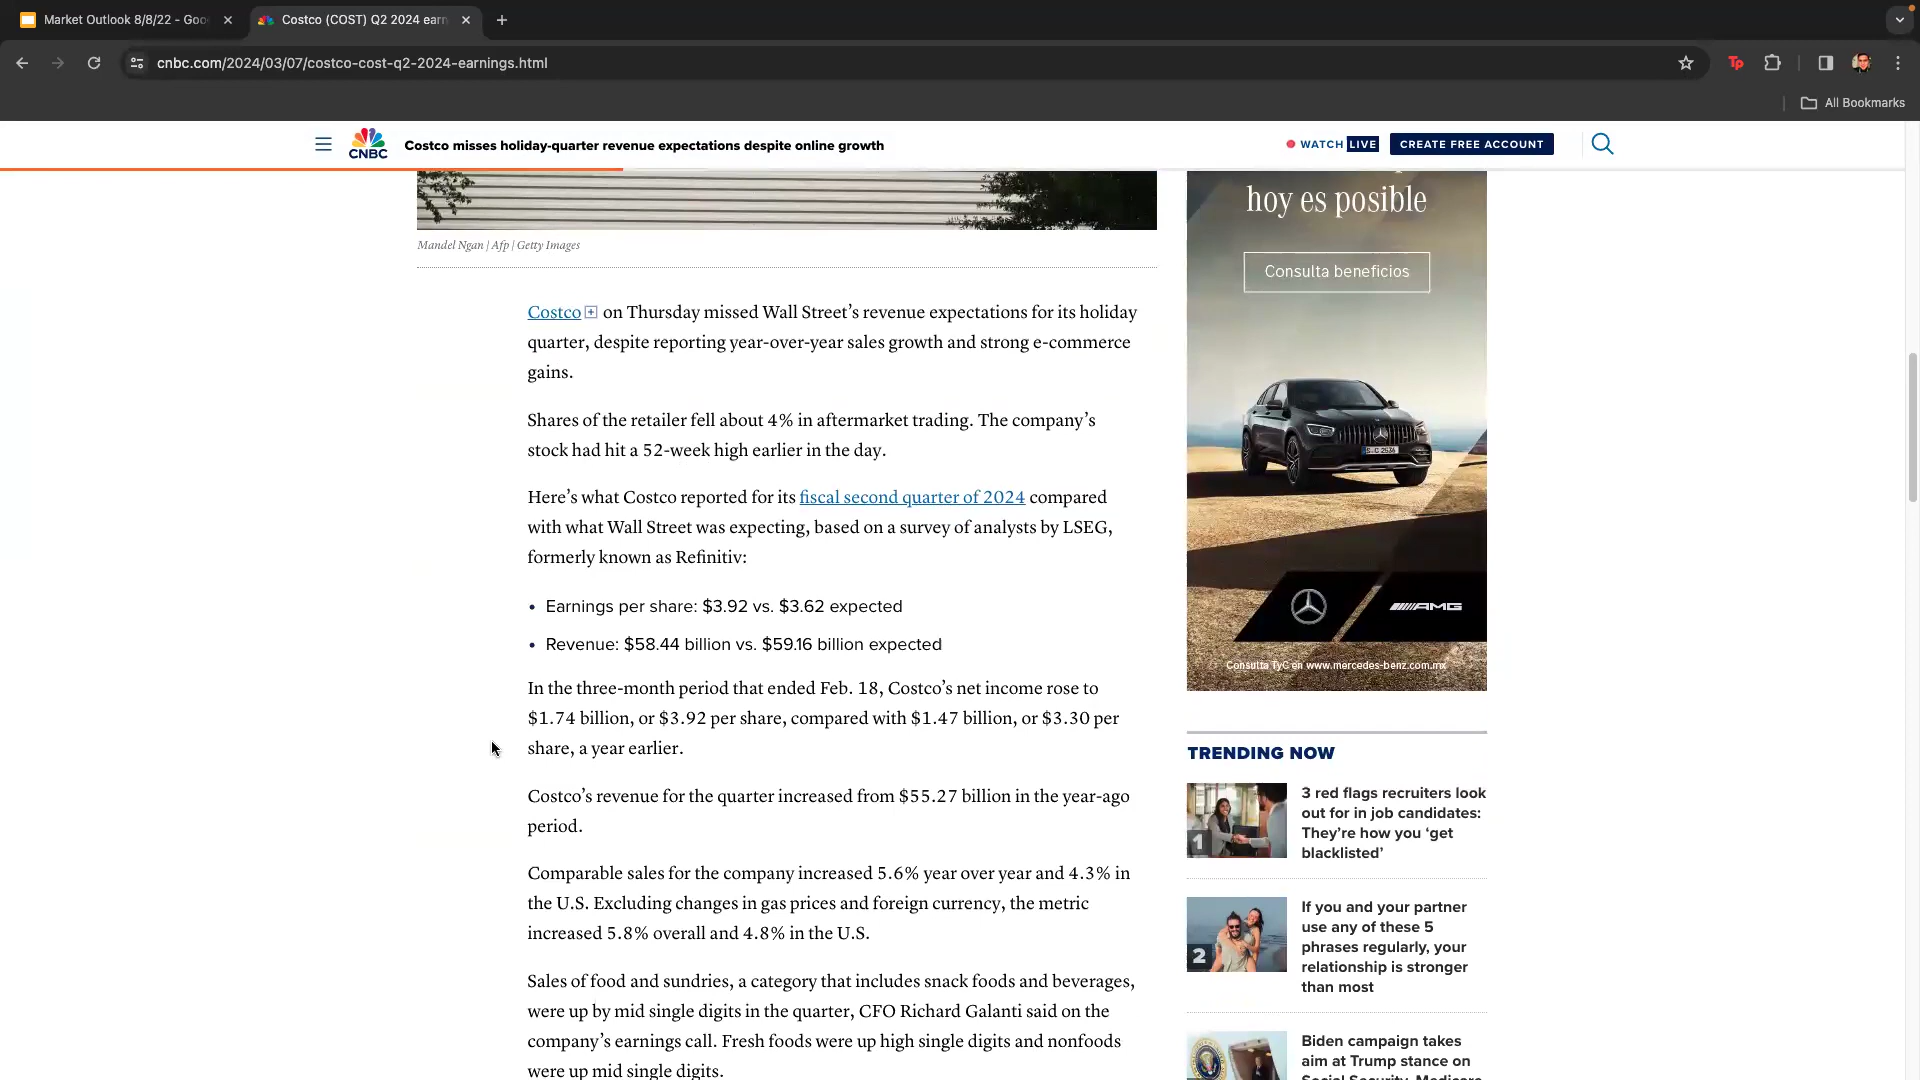 Market Outlook 8/8/22 - Goo
Costco (COST) Q2 2024 earn
cnbc.com/2024/03/07/costco-cost-q2-2024-earnings.html
Tp
All Bookmarks
CNBC
Costco misses holiday-quarter revenue expectations despite online growth
WATCH LIVE
CREATE FREE ACCOUNT
Mandel Ngan | Afp | Getty Images
Costco on Thursday missed Wall Street’s revenue expectations for its holiday
quarter, despite reporting year-over-year sales growth and strong e-commerce
gains.
Shares of the retailer fell about 4% in aftermarket trading. The company’s
stock had hit a 52-week high earlier in the day.
Here’s what Costco reported for its fiscal second quarter of 2024 compared
with what Wall Street was expecting, based on a survey of analysts by LSEG,
formerly known as Refinitiv:
• Earnings per share: $3.92 vs. $3.62 expected
• Revenue: $58.44 billion vs. $59.16 billion expected
In the three-month period that ended Feb. 18, Costco’s net income rose to
$1.74 billion, or $3.92 per share, compared with $1.47 billion, or $3.30 per
share, a year earlier.
Costco’s revenue for the quarter increased from $55.27 billion in the year-ago
period.
Comparable sales for the company increased 5.6% year over year and 4.3% in
the U.S. Excluding changes in gas prices and foreign currency, the metric
increased 5.8% overall and 4.8% in the U.S.
Sales of food and sundries, a category that includes snack foods and beverages,
were up by mid single digits in the quarter, CFO Richard Galanti said on the
company’s earnings call. Fresh foods were up high single digits and nonfoods
were up mid single digits.
hoy es posible
Consulta beneficios
AMG
Consulta TyC en www.mercedes-benz.com.mx
TRENDING NOW
1
3 red flags recruiters look
out for in job candidates:
They’re how you ‘get
blacklisted’
2
If you and your partner
use any of these 5
phrases regularly, your
relationship is stronger
than most
Biden campaign takes
aim at Trump stance on
Social Security, Medicare